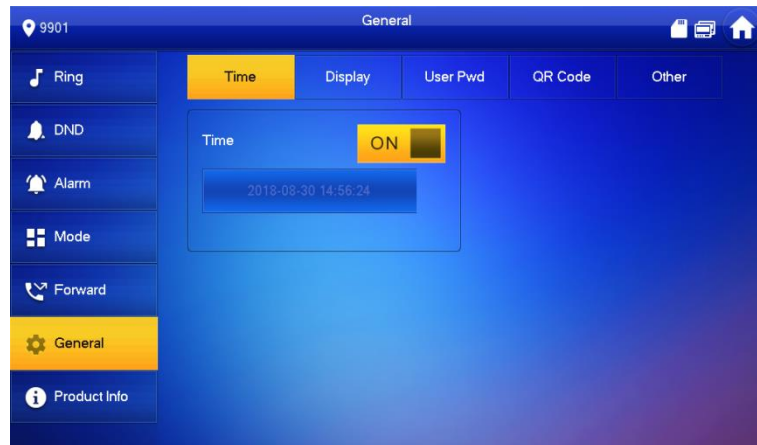 9901
General
Ring
DND
Alarm
Mode
Forward
General
Product Info
Time Display User Pwd QR Code Other
Time ON
2018-08-30 14:56:24